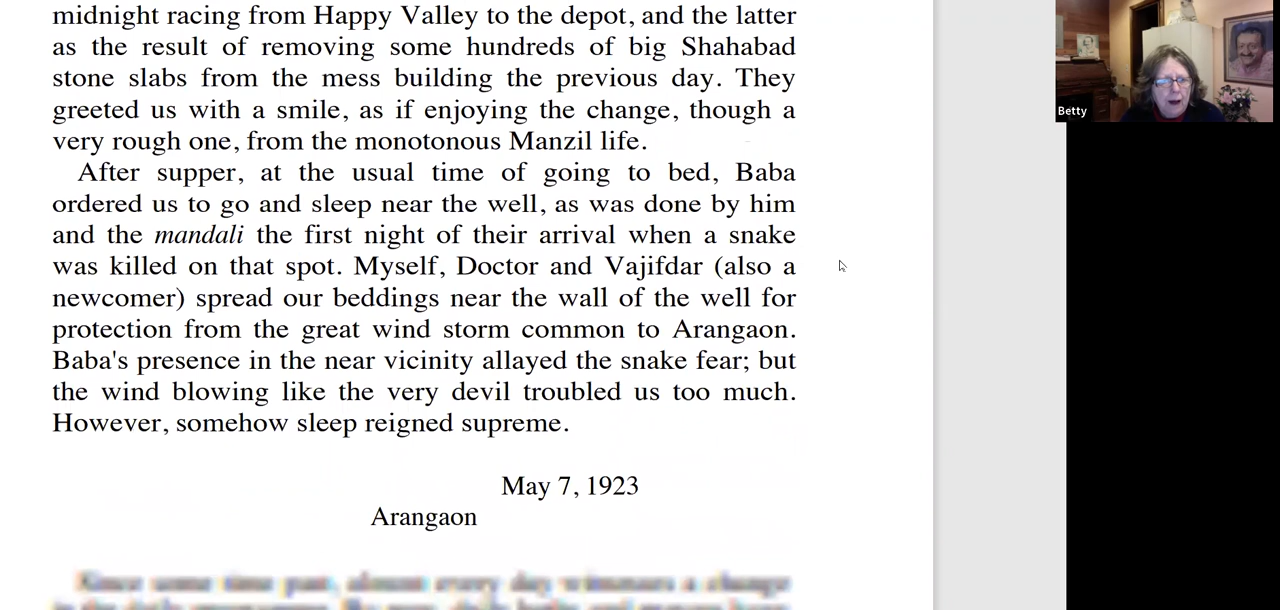 midnight racing from Happy Valley to the depot, and the latter
as the result of removing some hundreds of big Shahabad
stone slabs from the mess building the previous day. They
greeted us with a smile, as if enjoying the change, though a
very rough one, from the monotonous Manzil life.
After supper, at the usual time of going to bed, Baba
ordered us to go and sleep near the well, as was done by him
and the mandali the first night of their arrival when a snake
was killed on that spot. Myself, Doctor and Vajifdar (also a
newcomer) spread our beddings near the wall of the well for
protection from the great wind storm common to Arangaon.
Baba's presence in the near vicinity allayed the snake fear; but
the wind blowing like the very devil troubled us too much.
However, somehow sleep reigned supreme.
May 7, 1923
Arangaon
Betty